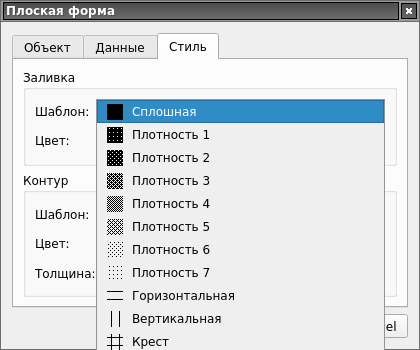 Плоская форма
Объект
Данные
Стиль
Заливка
Шаблон:
Сплошная
Плотность 1
Цвет:
Плотность 2
Плотность 3
Контур
Плотность 4
Шаблон:
Плотность 5
Цвет:
Плотность 6
Толщина:
Плотность 7
Горизонтальная
Вертикальная
el
Крест